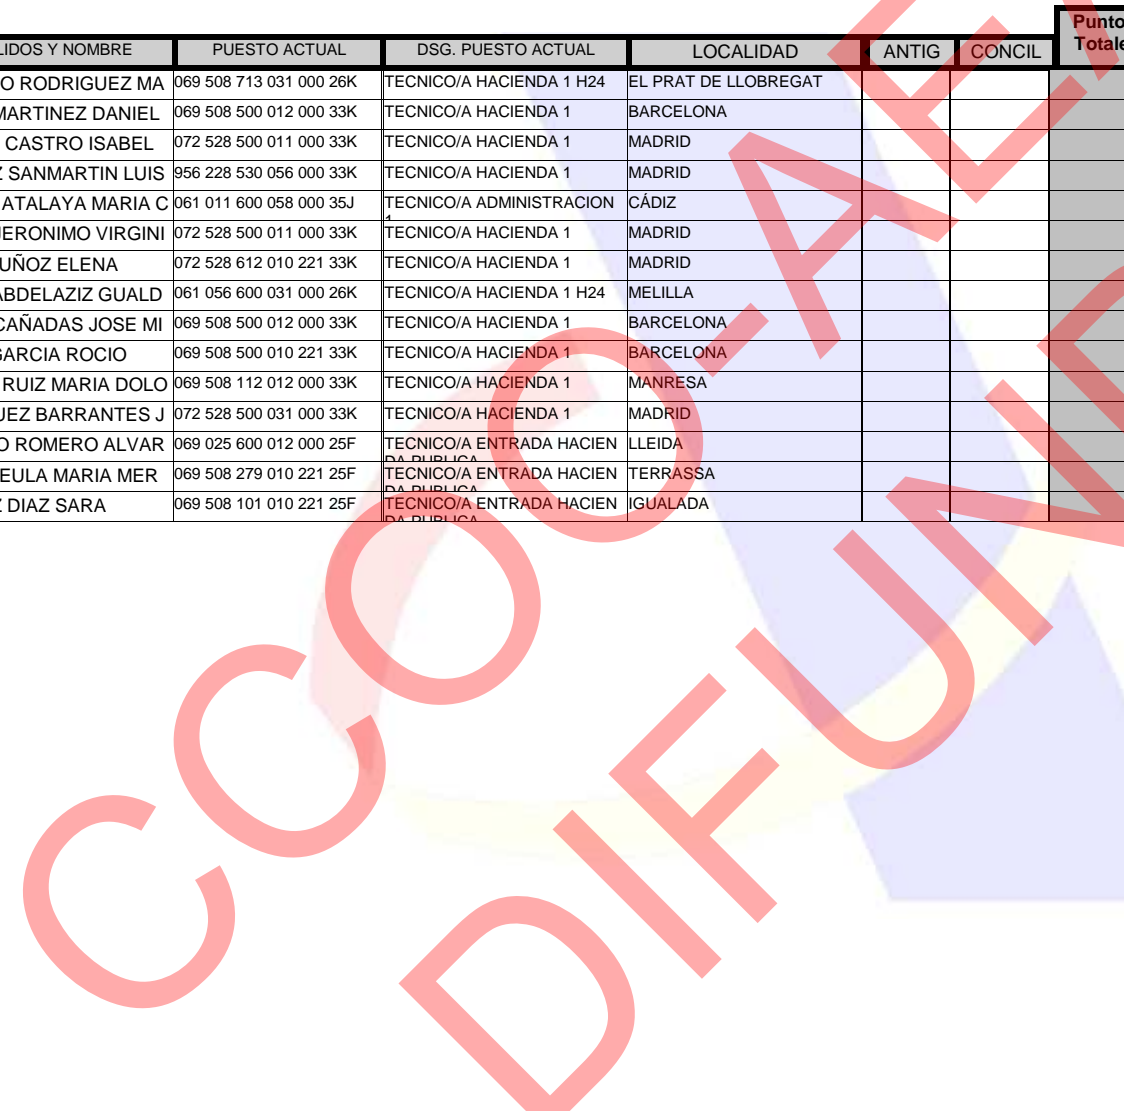 Punto
LIDOS Y NOMBRE PUESTO ACTUAL DSG. PUESTO ACTUAL LOCALIDAD ANTIG CONCIL Totale
O RODRIGUEZ MA 069 508 713 031 000 26K TECNICO/A HACIENDA 1 H24 EL PRAT DE LLOBREGAT
MARTINEZ DANIEL 069 508 500 012 000 33K TECNICO/A HACIENDA 1 BARCELONA
CASTRO ISABEL 072 528 500 011 000 33K TECNICO/A HACIENDA 1 MADRID
Z SANMARTIN LUIS 956 228 530 056 000 33K TECNICO/A HACIENDA 1 MADRID
ATALAYA MARIA C 061 011 600 058 000 35J TECNICO/A ADMINISTRACION CÁDIZ
1
JERONIMO VIRGINI 072 528 500 011 000 33K TECNICO/A HACIENDA 1 MADRID
UÑOZ ELENA 072 528 612 010 221 33K TECNICO/A HACIENDA 1 MADRID
ABDELAZIZ GUALD 061 056 600 031 000 26K TECNICO/A HACIENDA 1 H24 MELILLA
CAÑADAS JOSE MI 069 508 500 012 000 33K TECNICO/A HACIENDA 1 BARCELONA
GARCIA ROCIO 069 508 500 010 221 33K TECNICO/A HACIENDA 1 BARCELONA
RUIZ MARIA DOLO 069 508 112 012 000 33K TECNICO/A HACIENDA 1 MANRESA
UEZ BARRANTES J 072 528 500 031 000 33K TECNICO/A HACIENDA 1 MADRID
O ROMERO ALVAR 069 025 600 012 000 25F TECNICO/A ENTRADA HACIEN LLEIDA
DA PUBLICA
EULA MARIA MER 069 508 279 010 221 25F TECNICO/A ENTRADA HACIEN TERRASSA
DA PUBLICA
Z DIAZ SARA 069 508 101 010 221 25F TECNICO/A ENTRADA HACIEN IGUALADA
DA PUBLICA
CCOO-AE
DIFUND